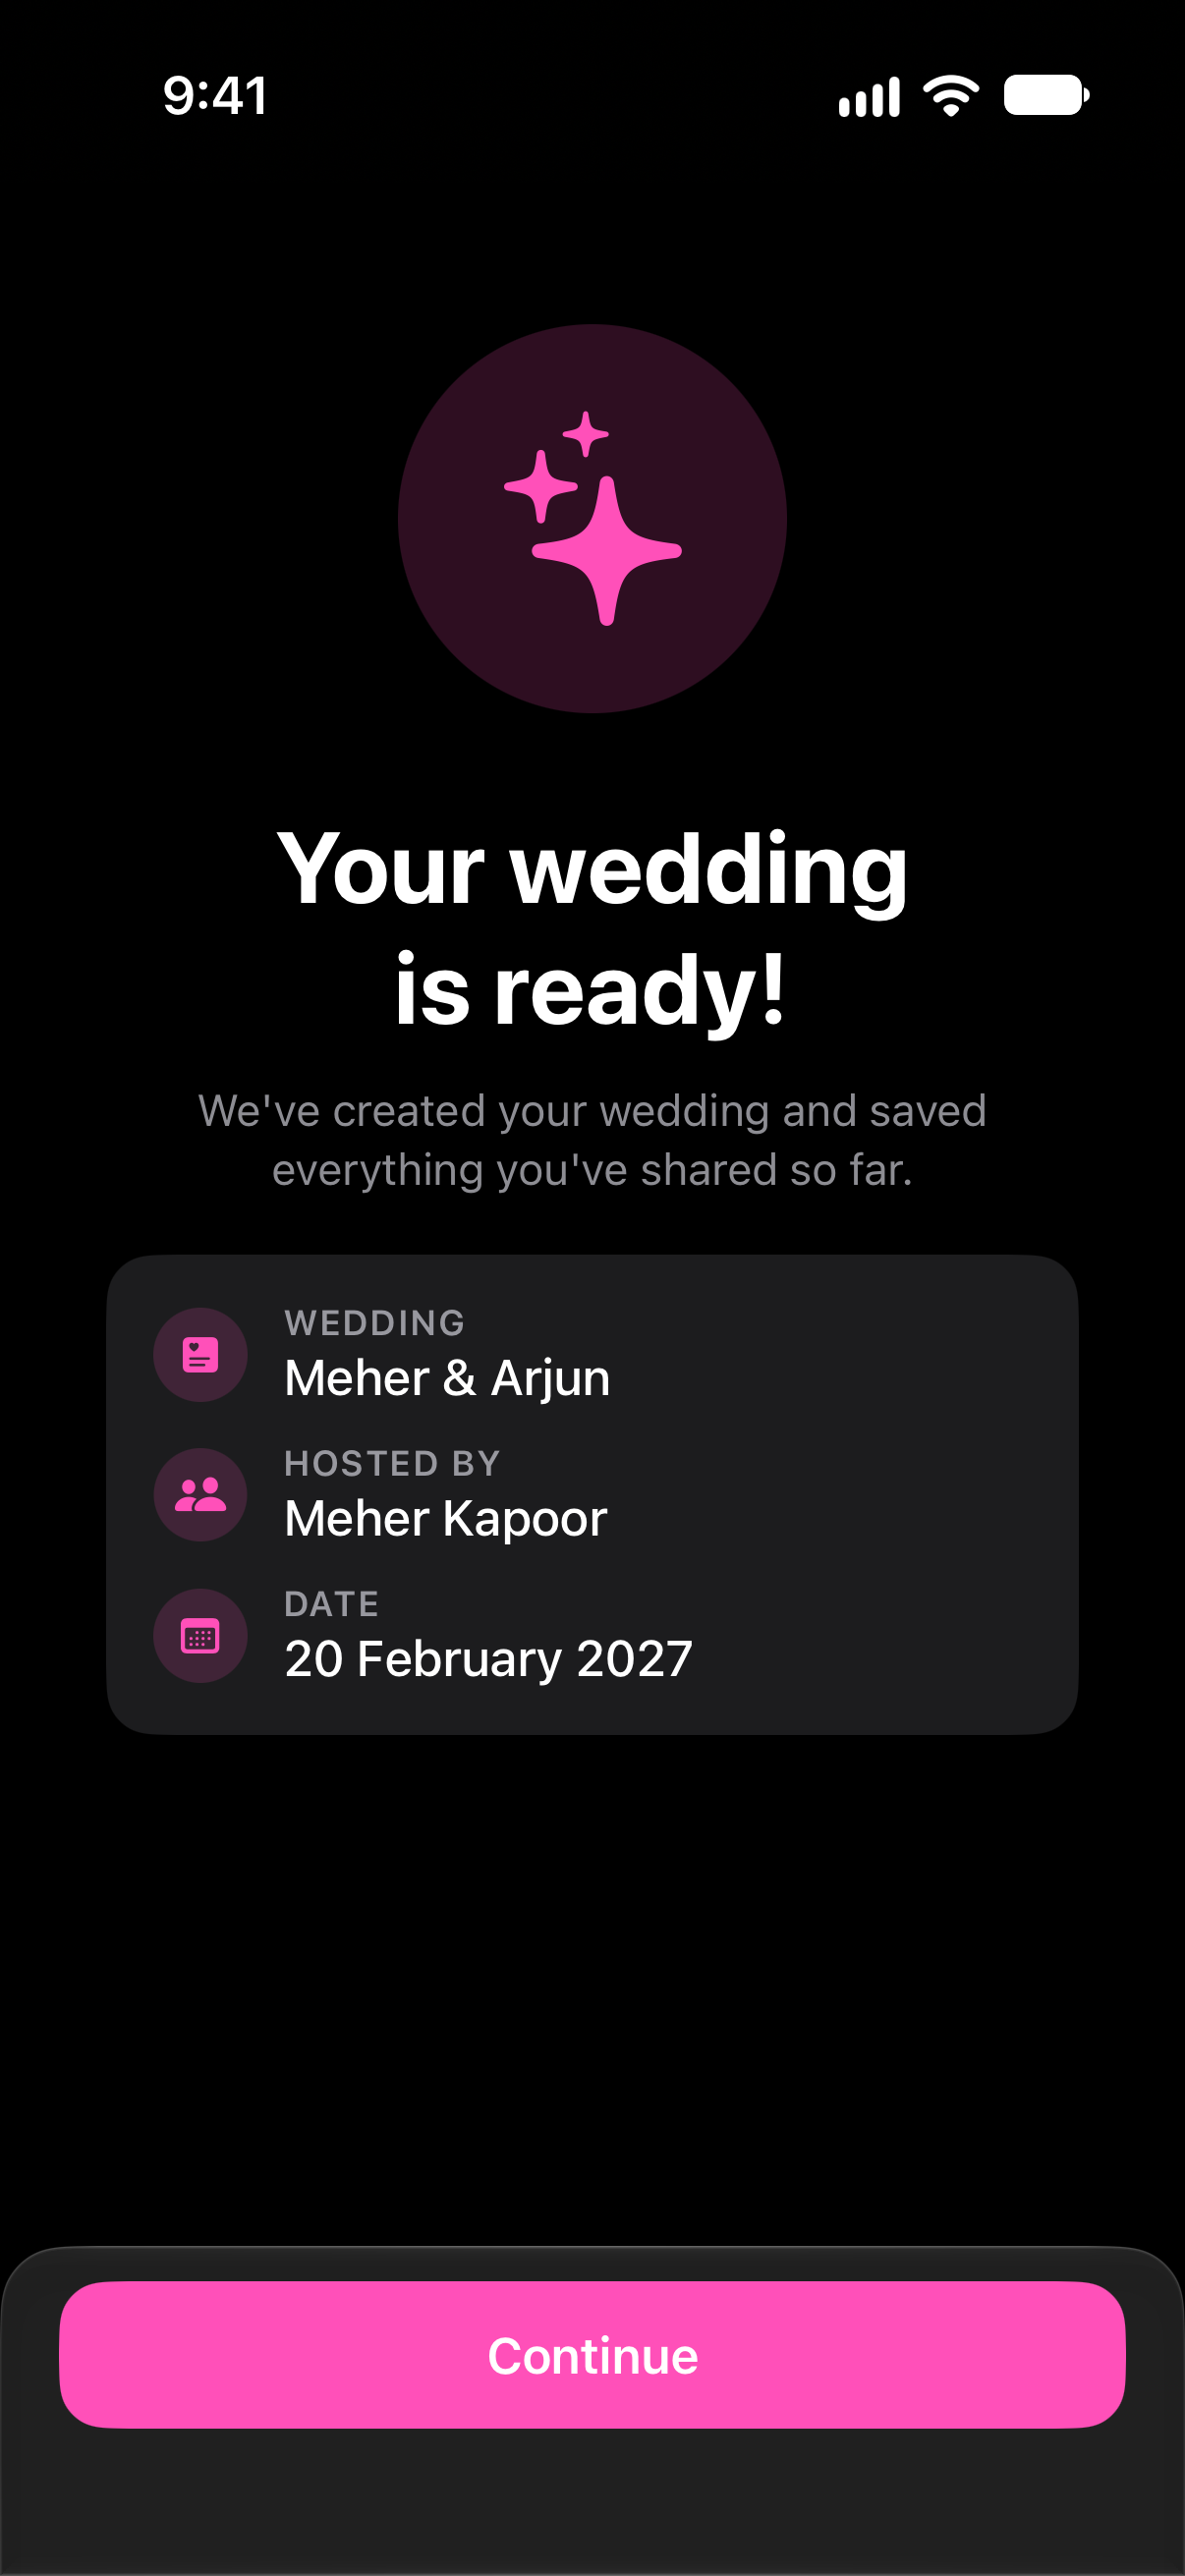 9:41
Your wedding
is ready!
We've created your wedding and saved
everything you've shared so far.
WEDDING
Meher & Arjun
HOSTED BY
Meher Kapoor
DATE
20 February 2027
Continue